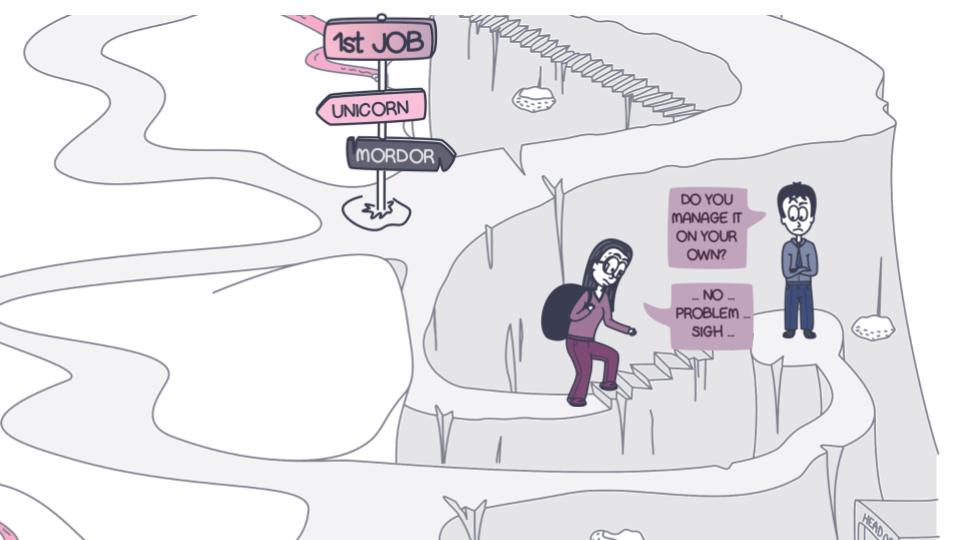 1st JOB
UNICORN
MORDOR
DO YOU
MANAGE IT
ON YOUR
OWN?
... NO ...
PROBLEM ...
SIGH ...